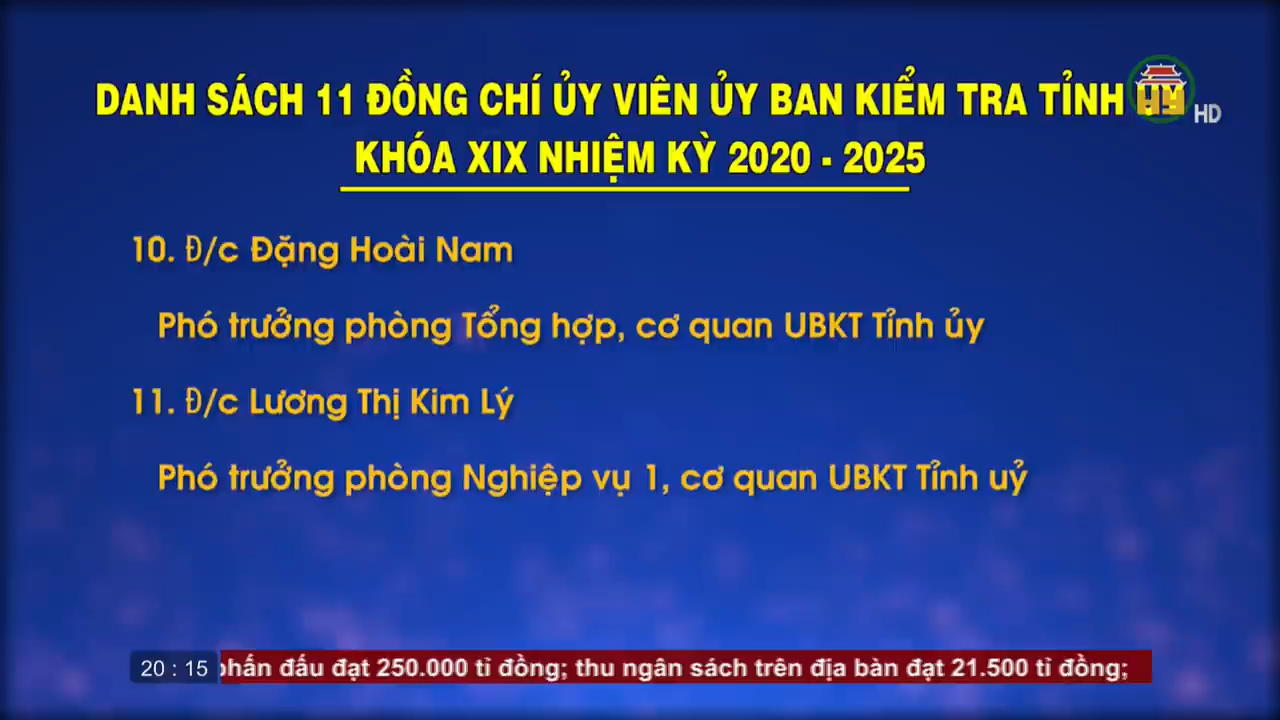 DANH SÁCH 11 ĐỒNG CHÍ ỦY VIÊN ỦY BAN KIỂM TRA TỈNH ỦY
KHÓA XIX NHIỆM KỲ 2020 - 2025
HD
10. Đ/c Đặng Hoài Nam
Phó trưởng phòng Tổng hợp, cơ quan UBKT Tỉnh ủy
11. Đ/c Lương Thị Kim Lý
Phó trưởng phòng Nghiệp vụ 1, cơ quan UBKT Tỉnh uỷ
20 : 15 phấn đấu đạt 250.000 tỉ đồng; thu ngân sách trên địa bàn đạt 21.500 tỉ đồng;